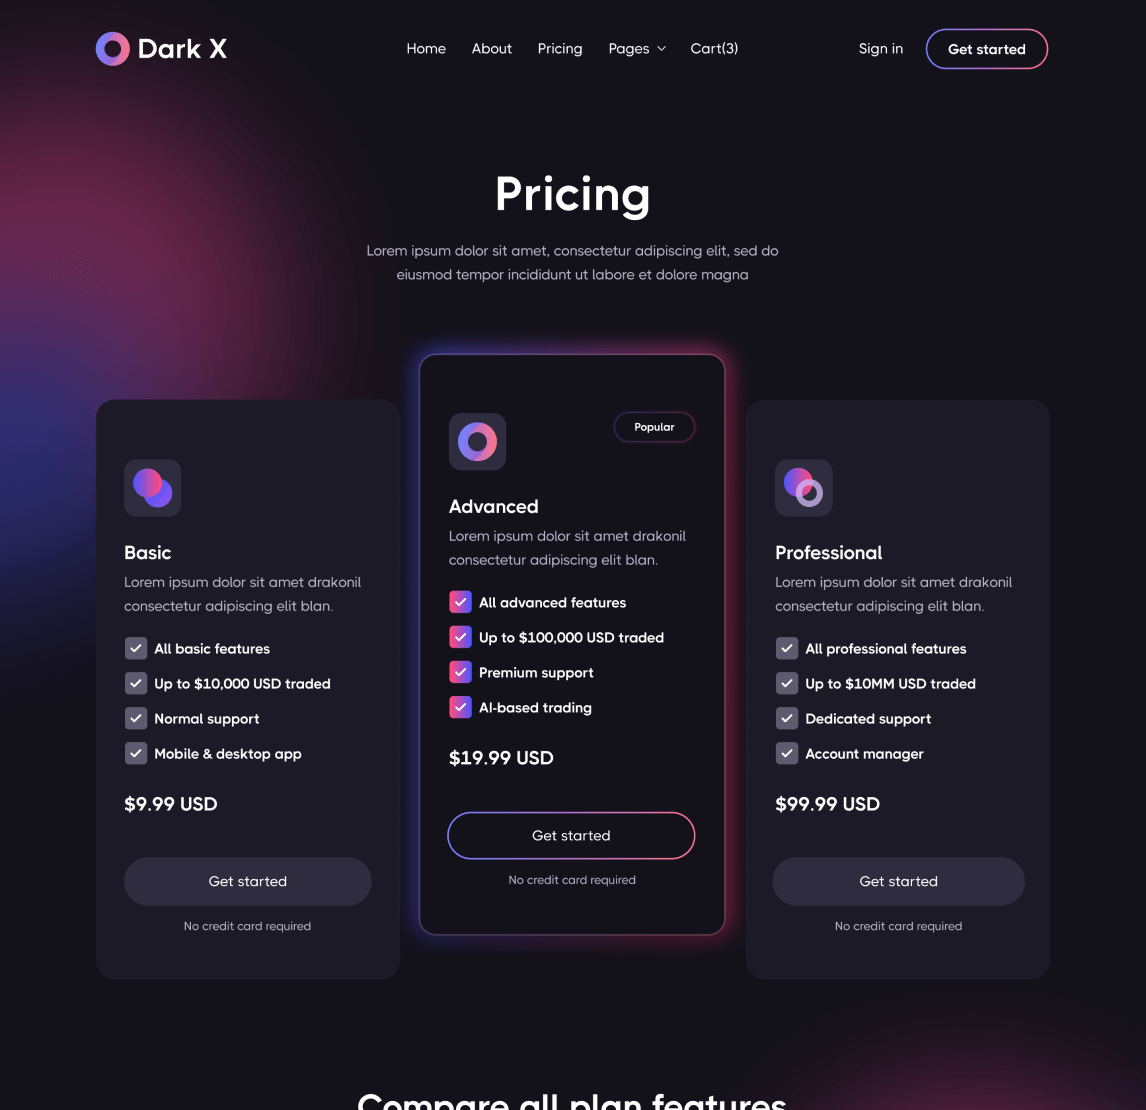 Dark X
Home About Pricing Pages Cart(3) Sign in Get started
Pricing
Lorem ipsum dolor sit amet, consectetur adipiscing elit, sed do
eiusmod tempor incididunt ut labore et dolore magna
Basic
Lorem ipsum dolor sit amet drakonil
consectetur adipiscing elit blan.
All basic features
Up to $10,000 USD traded
Normal support
Mobile & desktop app
$9.99 USD
Get started
No credit card required
Popular
Advanced
Lorem ipsum dolor sit amet drakonil
consectetur adipiscing elit blan.
All advanced features
Up to $100,000 USD traded
Premium support
AI-based trading
$19.99 USD
Get started
No credit card required
Professional
Lorem ipsum dolor sit amet drakonil
consectetur adipiscing elit blan.
All professional features
Up to $10MM USD traded
Dedicated support
Account manager
$99.99 USD
Get started
No credit card required
Compare all plan features